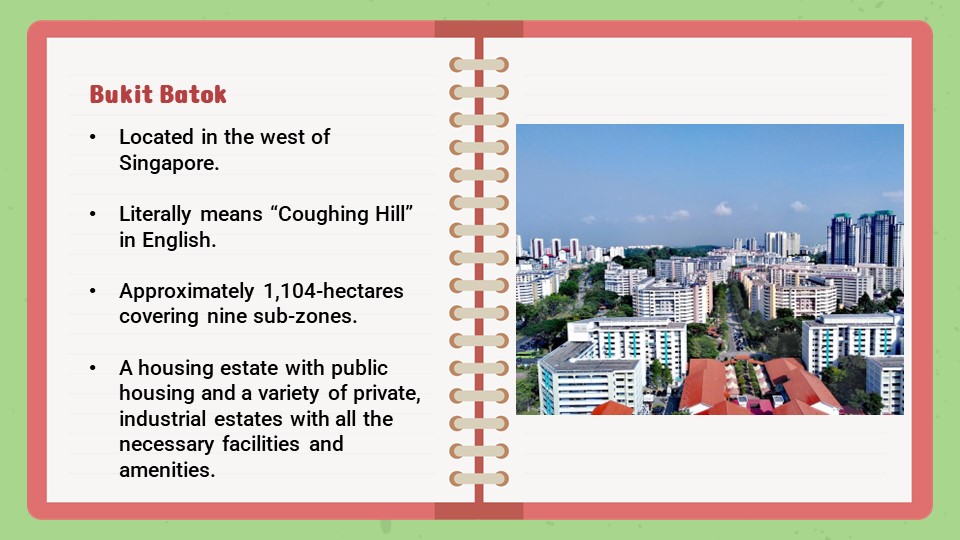 Bukit Batok
• Located in the west of
Singapore.
• Literally means “Coughing Hill”
in English.
• Approximately 1,104-hectares
covering nine sub-zones.
• A housing estate with public
housing and a variety of private,
industrial estates with all the
necessary facilities and
amenities.